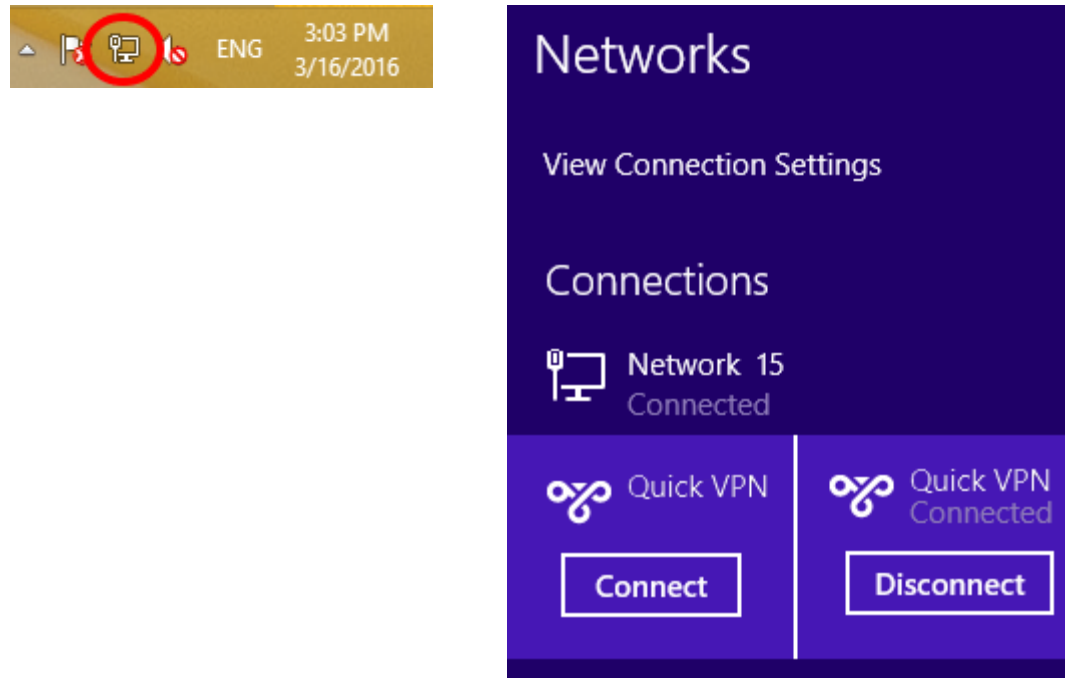 ENG
3:03 PM
3/16/2016
Networks
View Connection Settings
Connections
Network 15
Connected
Quick VPN
Connect
Quick VPN
Connected
Disconnect